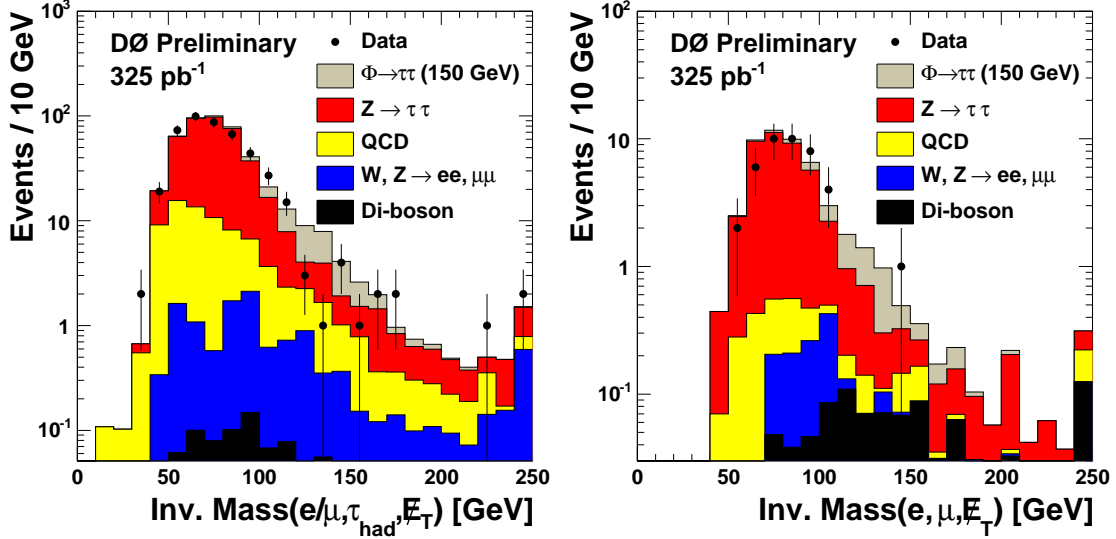 10³
10²
10
1
10⁻¹
Events / 10 GeV
DØ Preliminary
325 pb⁻¹
Data
Φ→ττ (150 GeV)
Z → τ τ
QCD
W, Z → ee, μμ
Di-boson
0 50 100 150 200 250
Inv. Mass(e/μ,τ_had,E̸_T) [GeV]
10²
10
1
10⁻¹
Events / 10 GeV
DØ Preliminary
325 pb⁻¹
Data
Φ→ττ (150 GeV)
Z → τ τ
QCD
W, Z → ee, μμ
Di-boson
0 50 100 150 200 250
Inv. Mass(e, μ,E̸_T) [GeV]